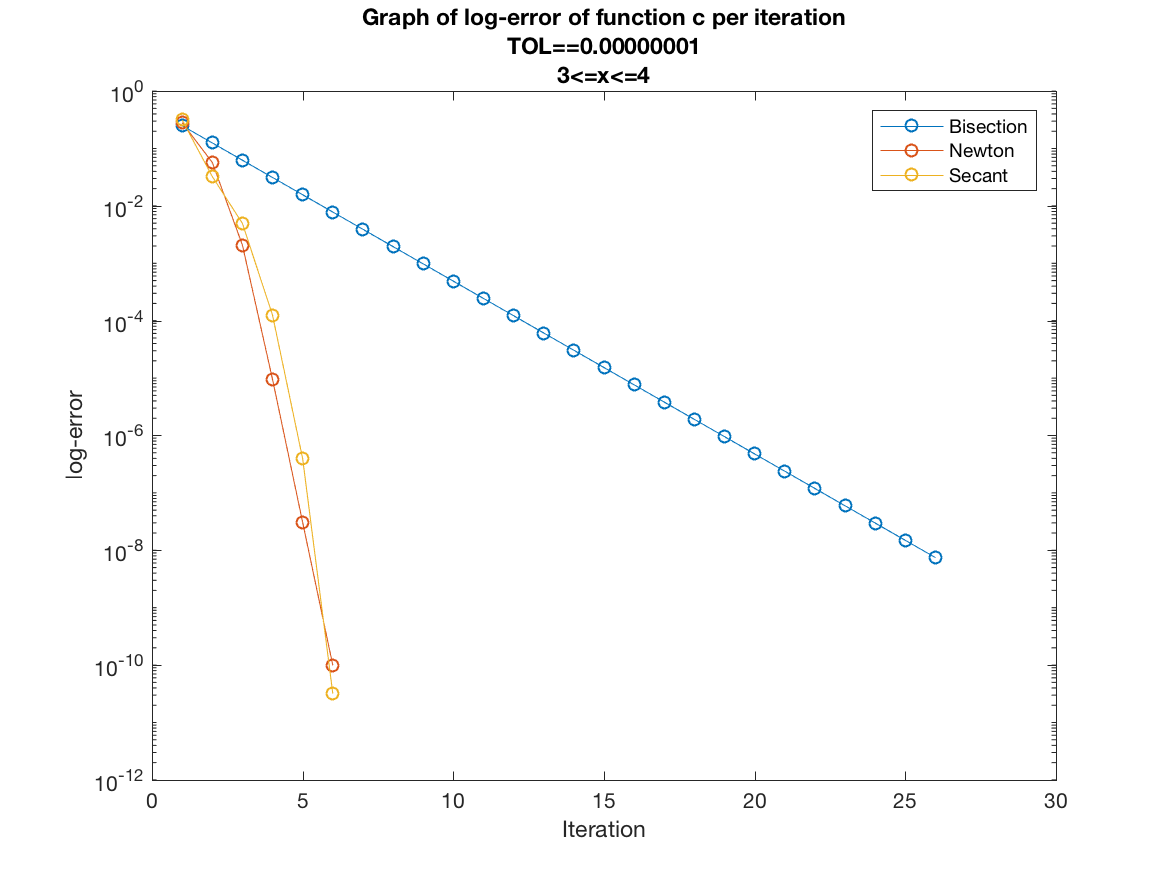 Graph of log-error of function c per iteration
TOL==0.00000001
3<=x<=4
10^0
10^-2
10^-4
10^-6
10^-8
10^-10
10^-12
log-error
Bisection
Newton
Secant
0 5 10 15 20 25 30
Iteration